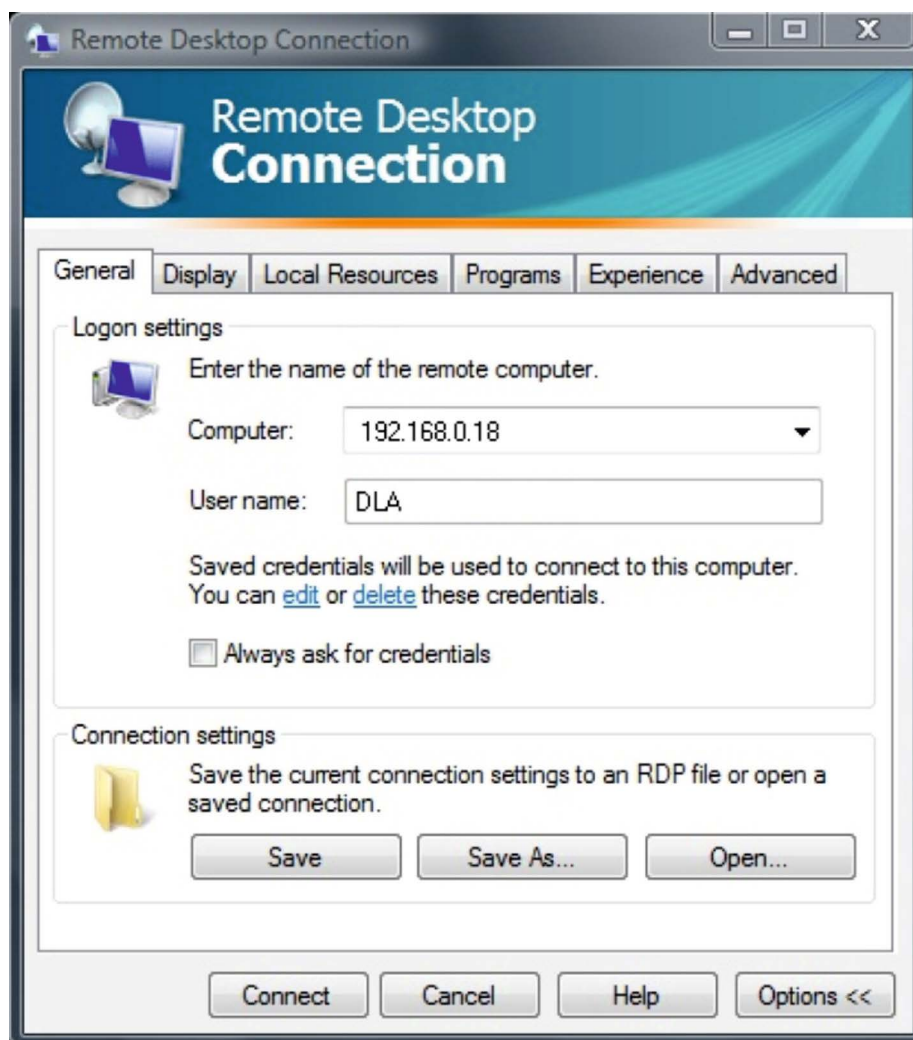 Remote Desktop Connection
Remote Desktop
Connection
General Display Local Resources Programs Experience Advanced
Logon settings
Enter the name of the remote computer.
Computer: 192.168.0.18
User name: DLA
Saved credentials will be used to connect to this computer.
You can edit or delete these credentials.
Always ask for credentials
Connection settings
Save the current connection settings to an RDP file or open a
saved connection.
Save Save As... Open...
Connect Cancel Help Options <<